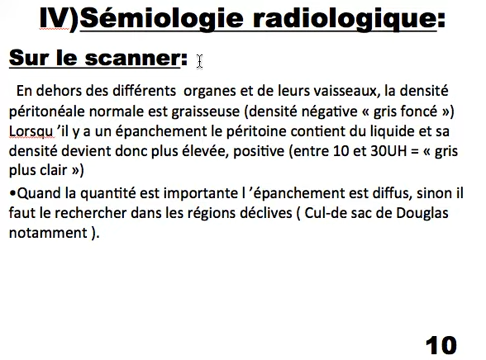 IV)Sémiologie radiologique:
Sur le scanner:
En dehors des différents organes et de leurs vaisseaux, la densité
péritonéale normale est graisseuse (densité négative « gris foncé »)
Lorsqu 'il y a un épanchement le péritoine contient du liquide et sa
densité devient donc plus élevée, positive (entre 10 et 30UH = « gris
plus clair »)
•Quand la quantité est importante l 'épanchement est diffus, sinon il
faut le rechercher dans les régions déclives ( Cul-de sac de Douglas
notamment ).
10